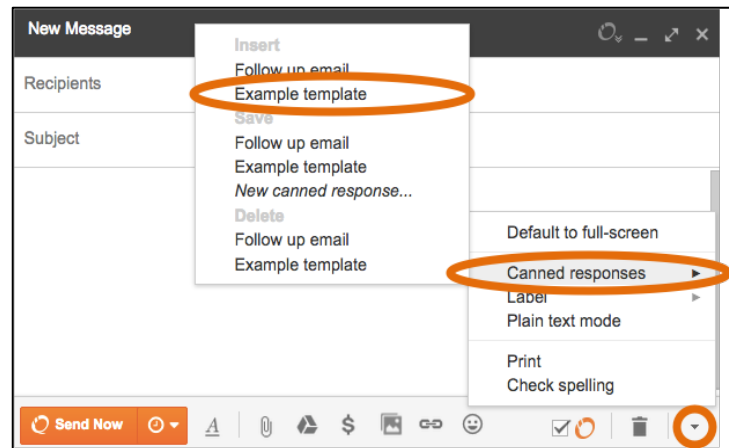 New Message
Recipients
Subject
Insert
Follow up email
Example template
Save
Follow up email
Example template
New canned response...
Delete
Follow up email
Example template
Default to full-screen
Canned responses
Label
Plain text mode
Print
Check spelling
Send Now